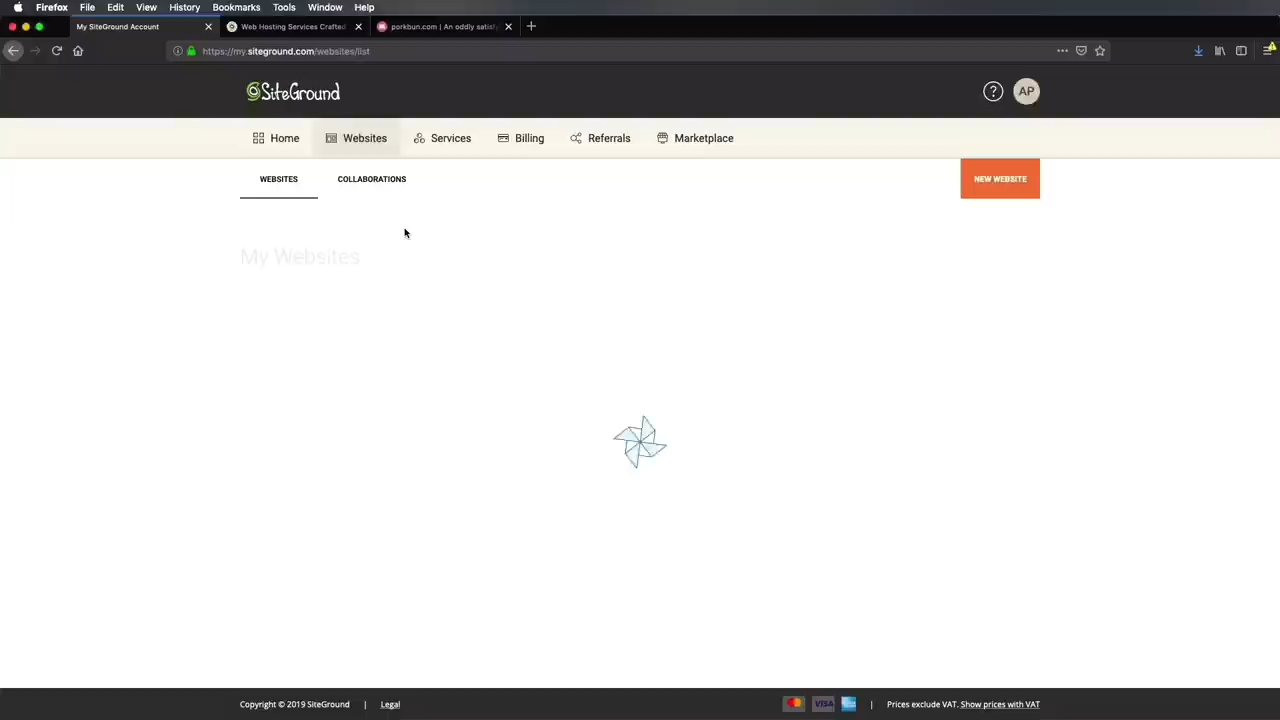 Firefox File Edit View History Bookmarks Tools Window Help
My SiteGround Account Web Hosting Services Crafted porkbun.com | An oddly satisf
https://my.siteground.com/websites/list
SiteGround ? AP
Home Websites Services Billing Referrals Marketplace
WEBSITES COLLABORATIONS NEW WEBSITE
My Websites
Copyright © 2019 SiteGround | Legal VISA | Prices exclude VAT. Show prices with VAT